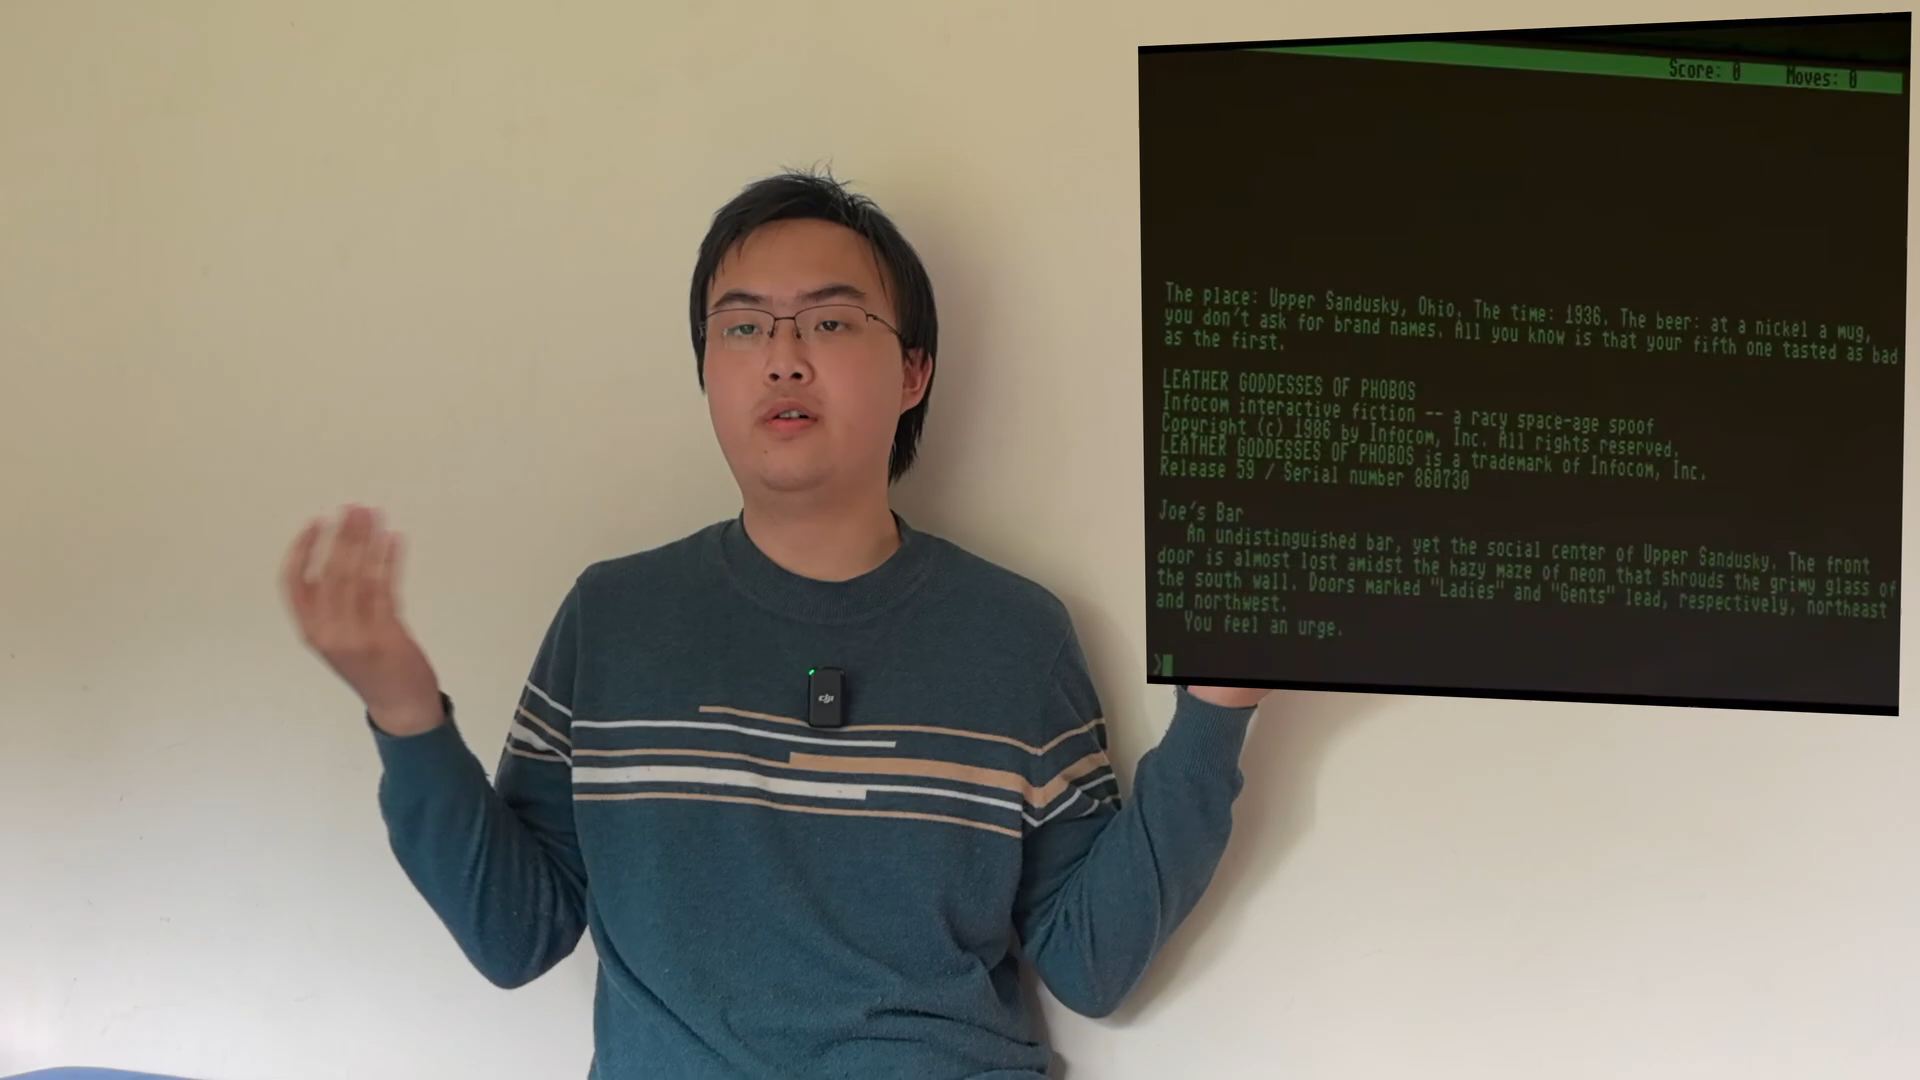 Score: 0 Moves: 0
The place: Upper Sandusky, Ohio. The time: 1936. The beer: at a nickel a mug,
you don't ask for brand names. All you know is that your fifth one tasted as bad
as the first.
LEATHER GODDESSES OF PHOBOS
Infocom interactive fiction -- a racy space-age spoof
Copyright (c) 1986 by Infocom, Inc. All rights reserved.
LEATHER GODDESSES OF PHOBOS is a trademark of Infocom, Inc.
Release 59 / Serial number 860730
Joe's Bar
An undistinguished bar, yet the social center of Upper Sandusky. The front
door is almost lost amidst the hazy maze of neon that shrouds the grimy glass of
the south wall. Doors marked "Ladies" and "Gents" lead, respectively, northeast
and northwest.
You feel an urge.
>
dji